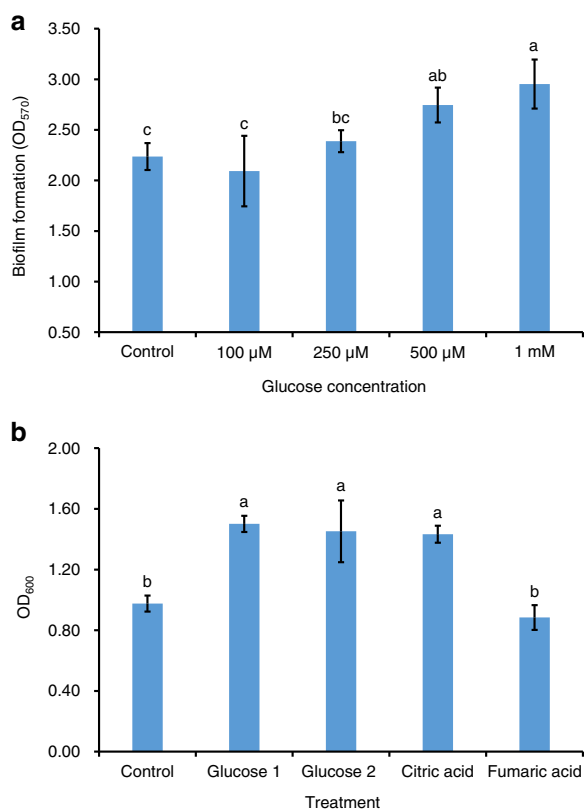 a
Biofilm formation (OD570)
3.50
3.00
2.50
2.00
1.50
1.00
0.50
c
c
bc
ab
a
Control 100 µM 250 µM 500 µM 1 mM
Glucose concentration
b
OD600
2.00
1.60
1.20
0.80
0.40
0.00
b
a
a
a
b
Control Glucose 1 Glucose 2 Citric acid Fumaric acid
Treatment